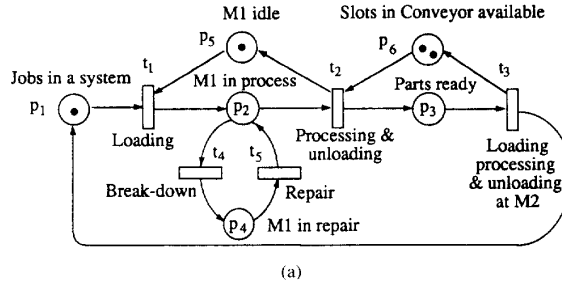 M1 idle
Slots in Conveyor available
p5
p6
Jobs in a system
t1
M1 in process
t2
Parts ready
t3
p1
p2
p3
Loading
Processing &
unloading
Loading
processing
& unloading
at M2
t4
t5
Break-down
Repair
p4
M1 in repair
(a)